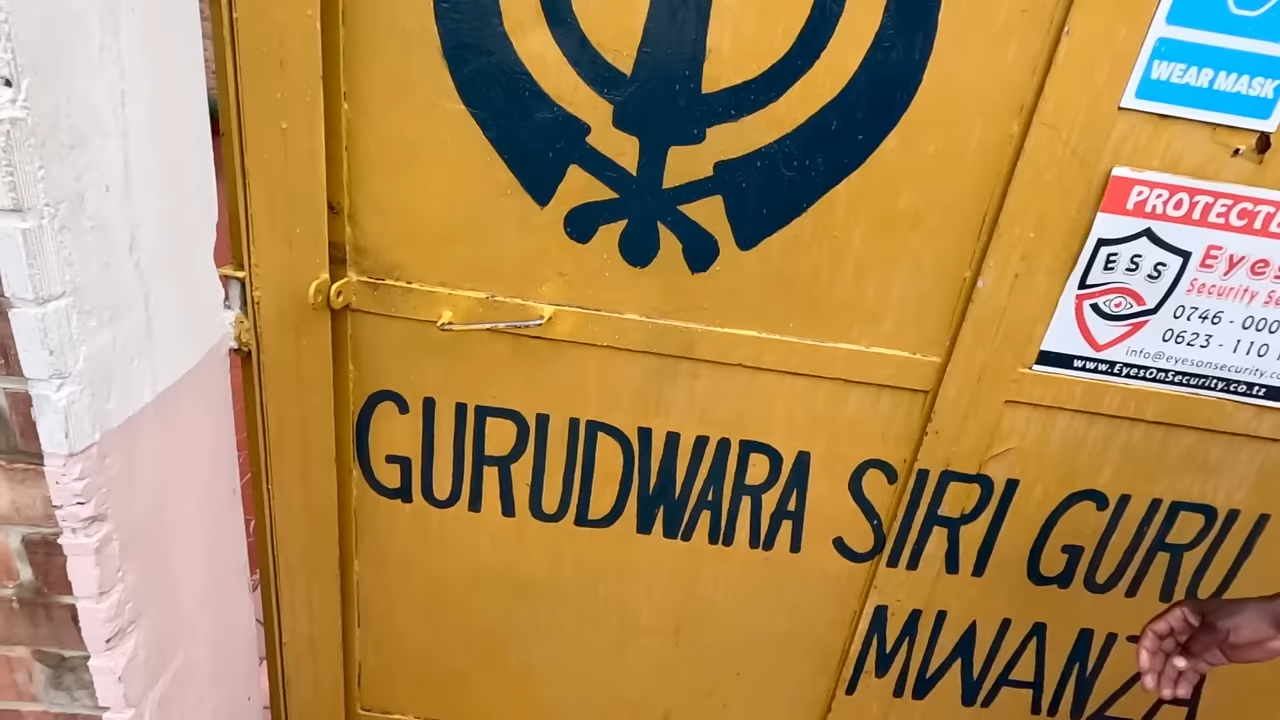 WEAR MASK
PROTECTE
ESS
Eyes
Security Se
0746 - 000
0623 - 110
info@eyesonsecurity.co
www.EyesOnSecurity.co.tz
GURUDWARA SIRI GURU
MWANZA